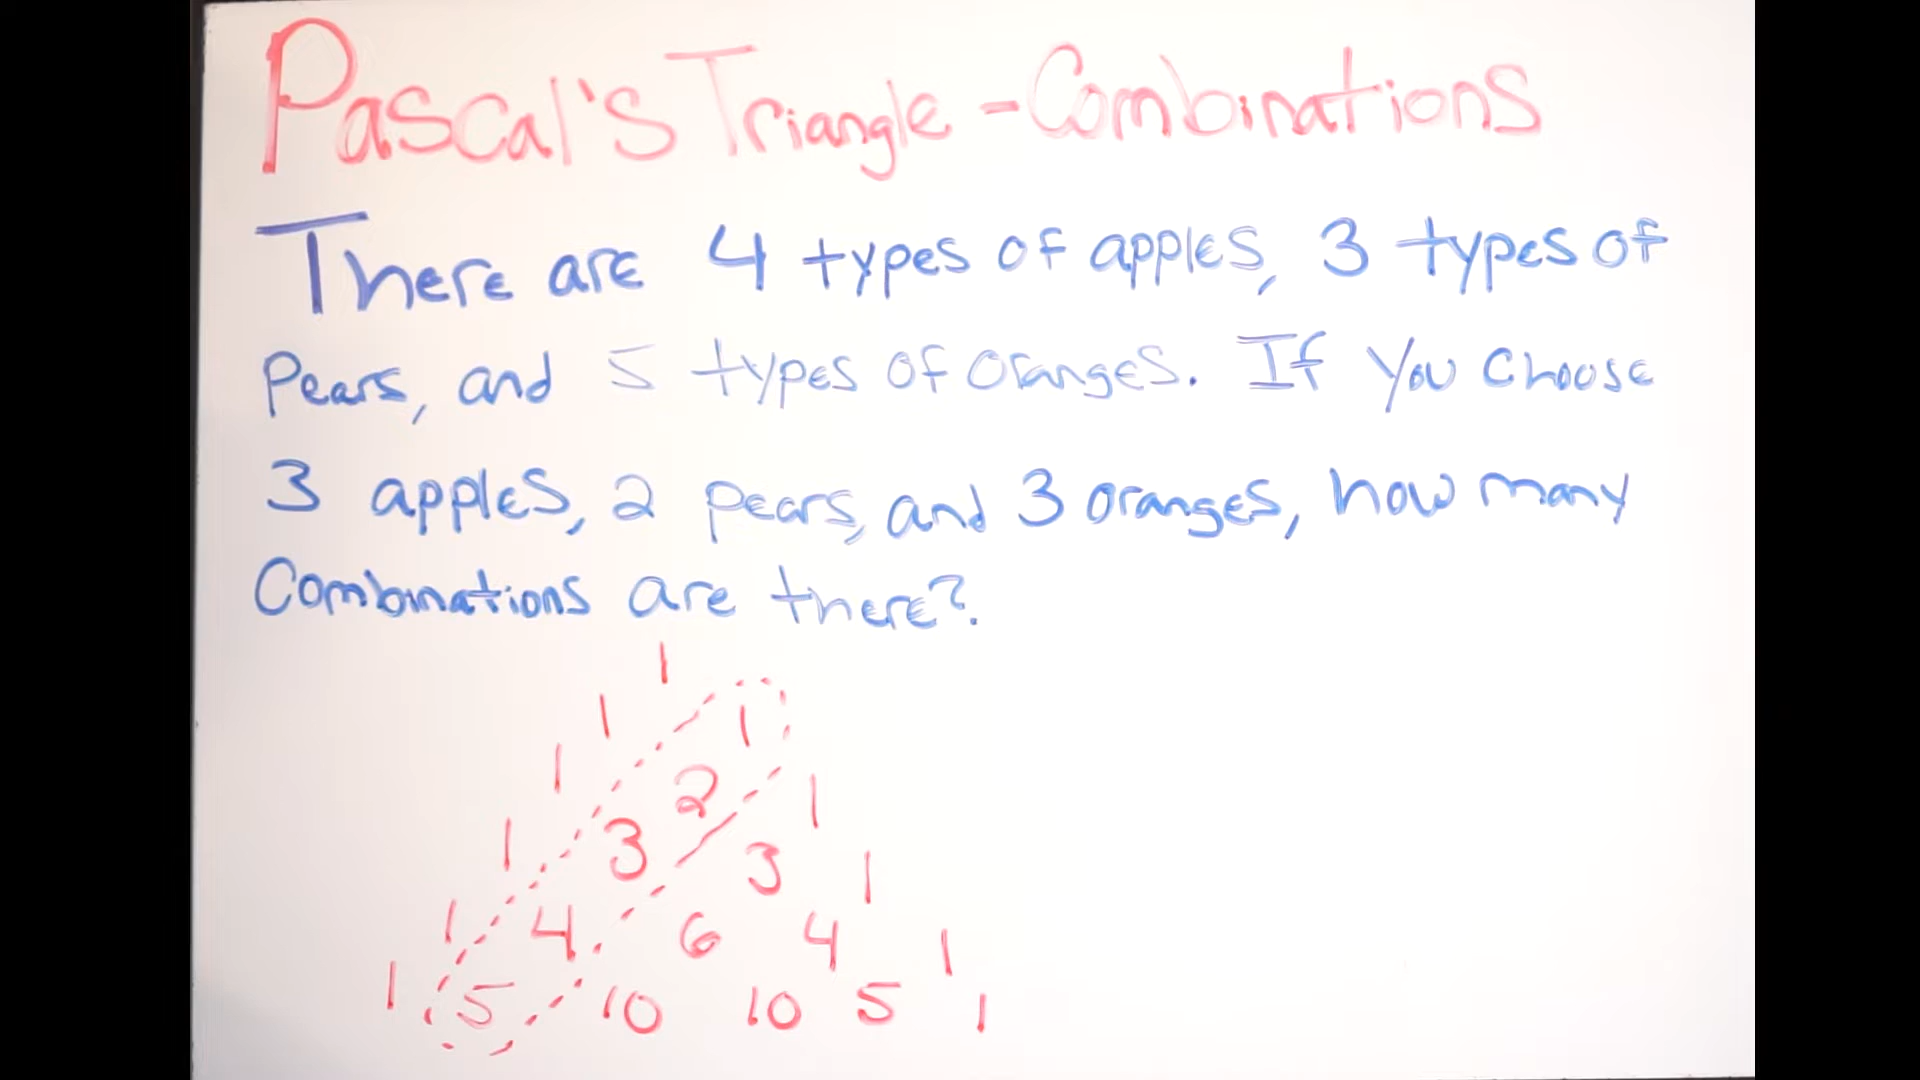 Pascal's Triangle - Combinations
There are 4 types of apples, 3 types of
Pears, and 5 types of oranges. If you choose
3 apples, 2 pears, and 3 oranges, how many
Combinations are there?
1
1 1
1 2 1
1 3 3 1
1 4 6 4 1
1 5 10 10 5 1